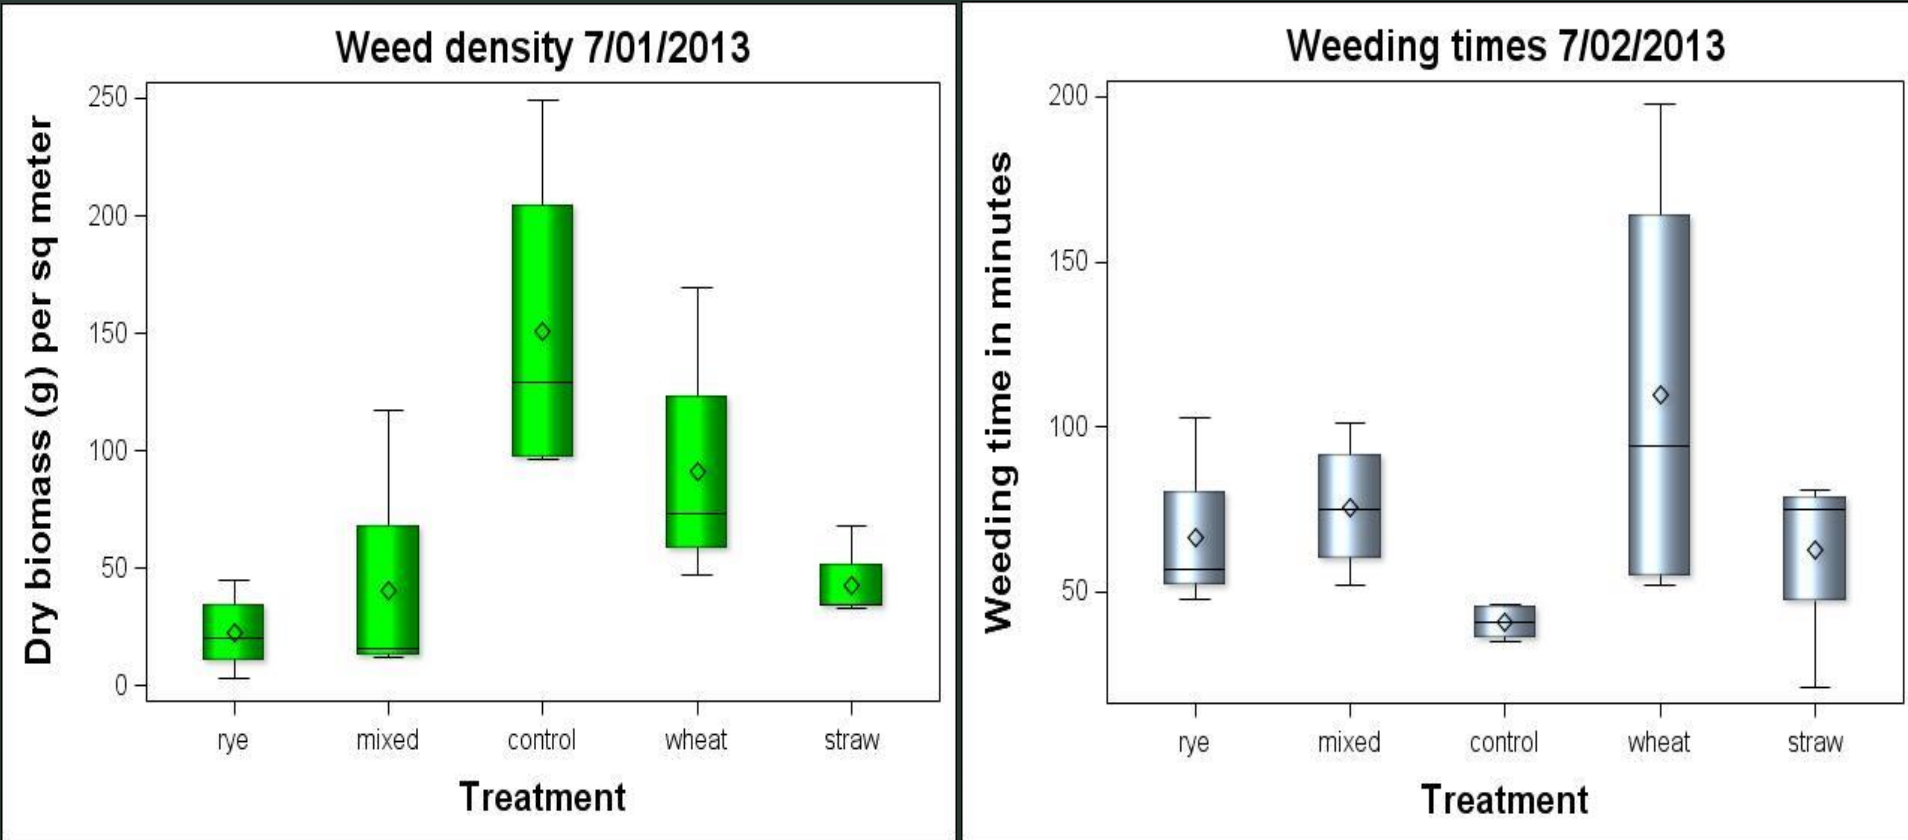 Weed density 7/01/2013
Dry biomass (g) per sq meter
250
200
150
100
50
0
rye mixed control wheat straw
Treatment
Weeding times 7/02/2013
Weeding time in minutes
200
150
100
50
rye mixed control wheat straw
Treatment